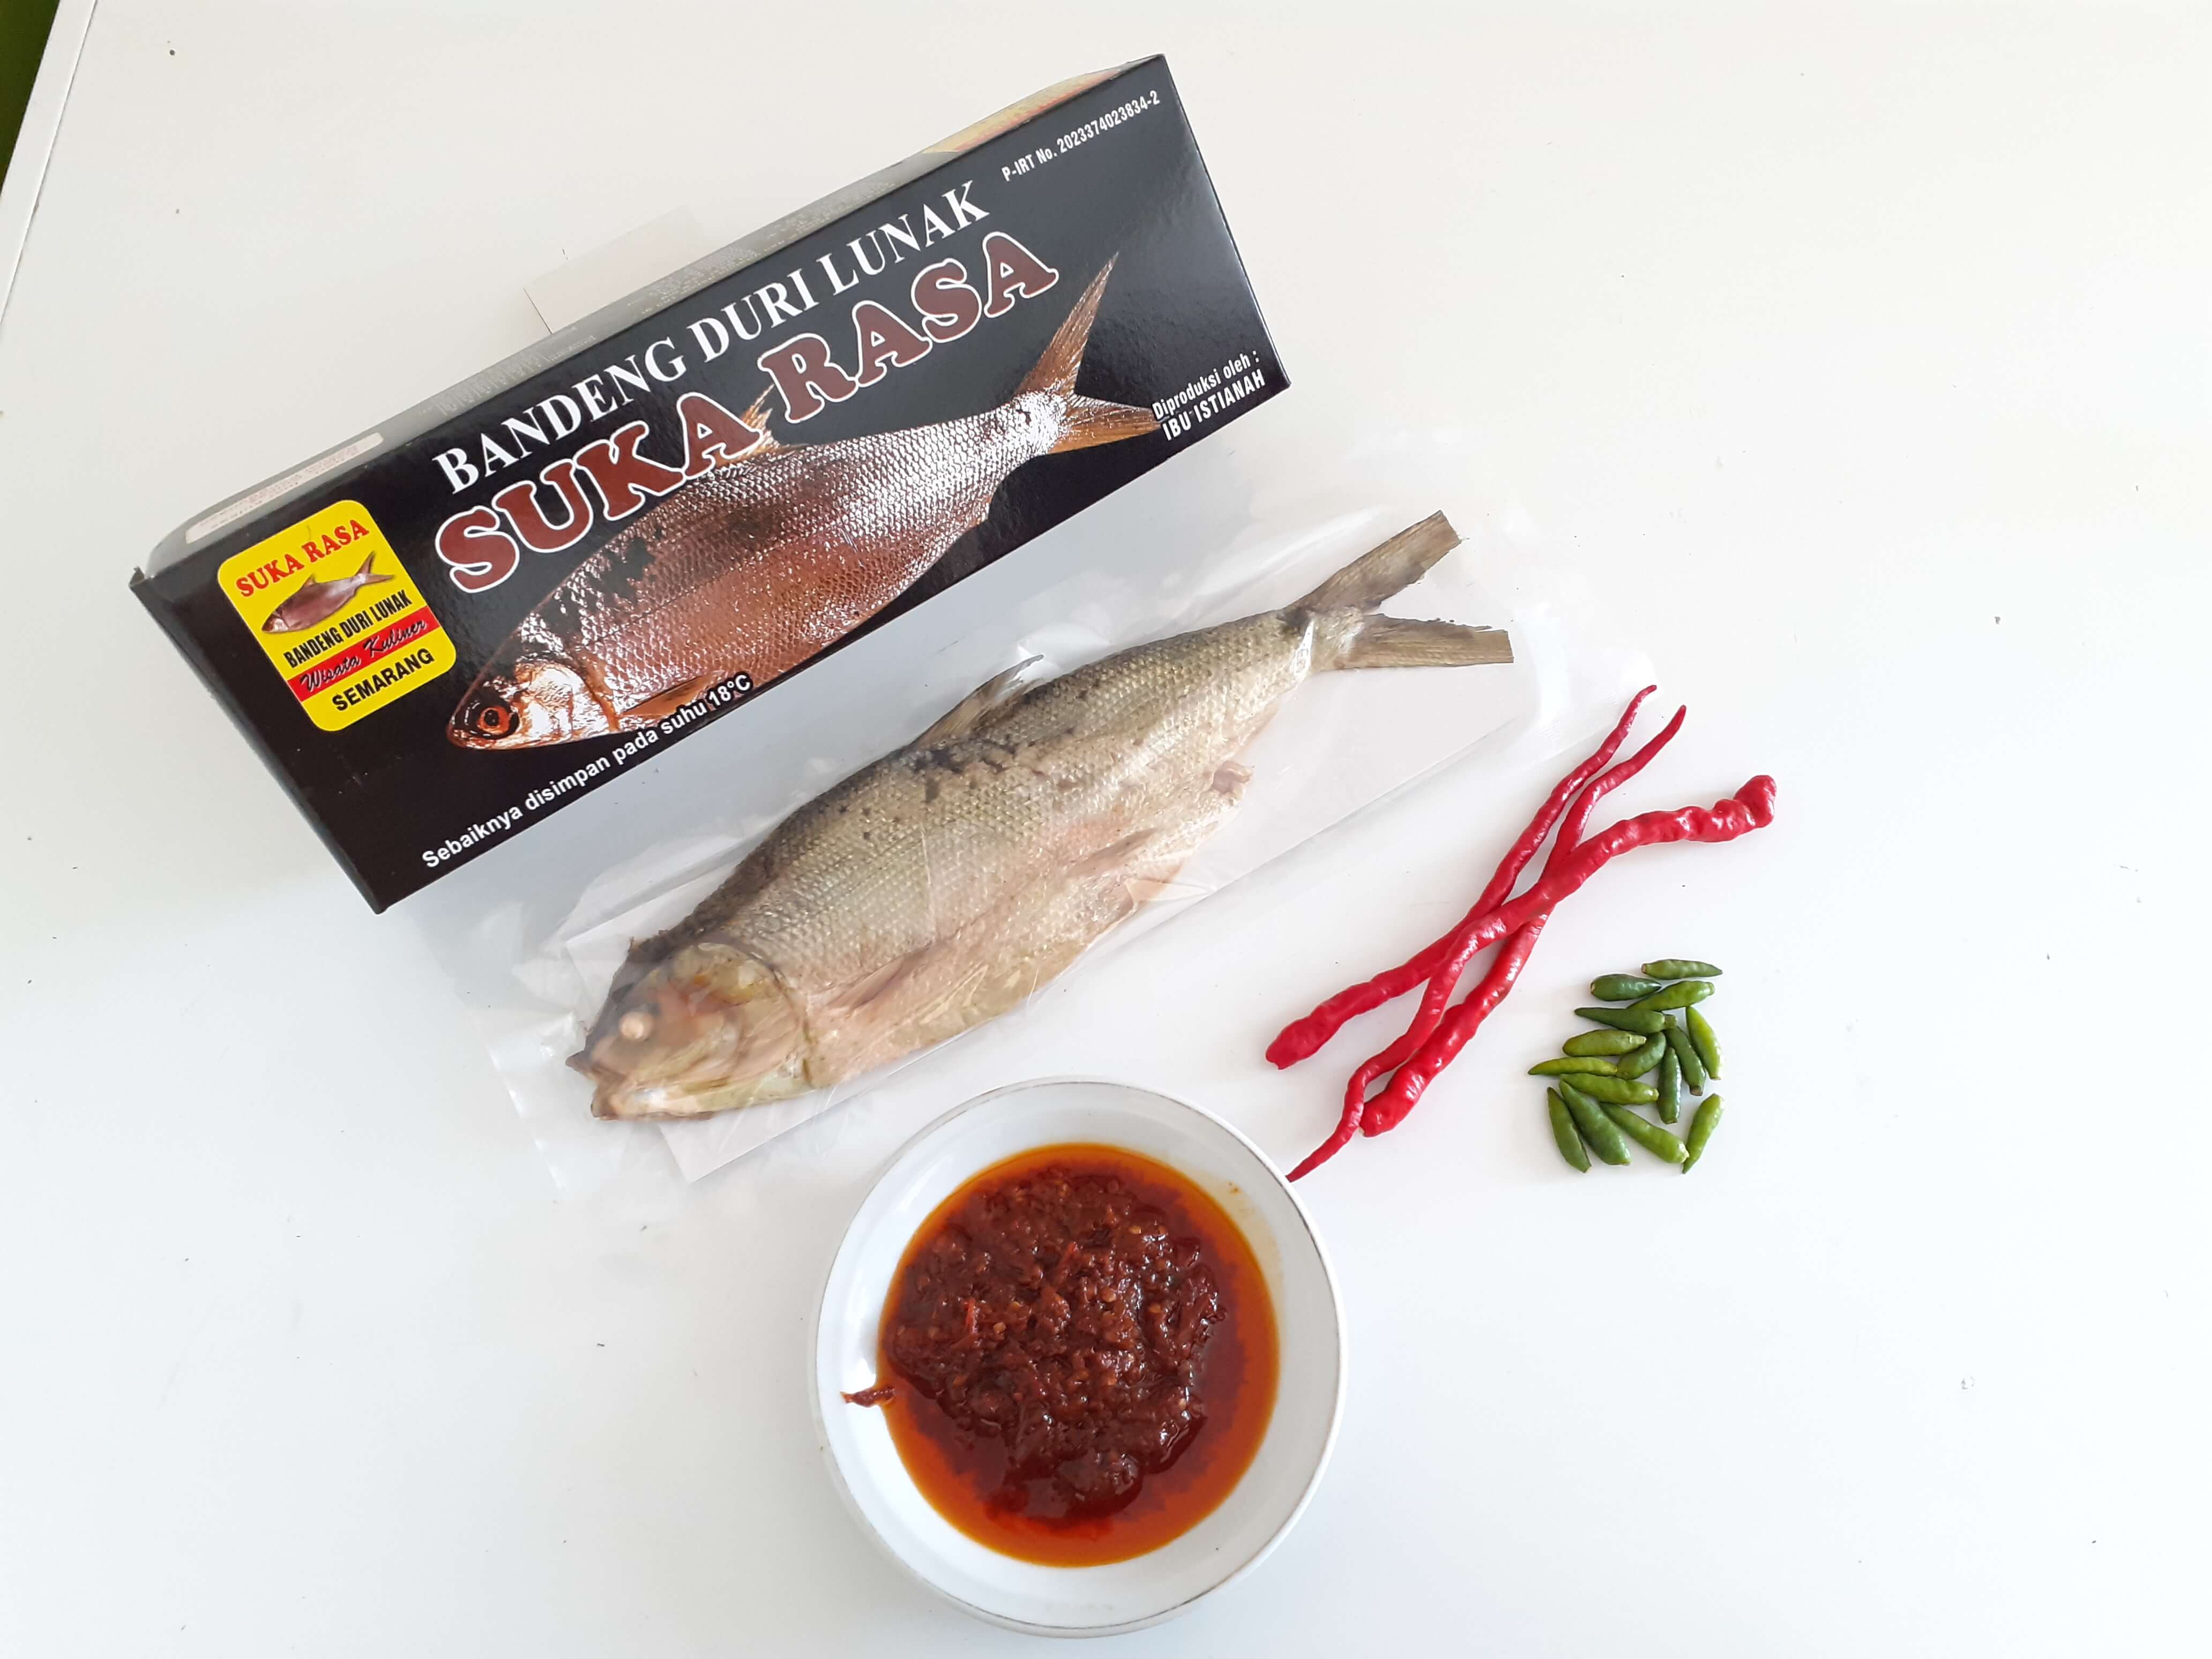 P-IRT No. 2023374023834-2
BANDENG DURI LUNAK
SUKA RASA
Diproduksi oleh :
IBU ISTIANAH
SUKA RASA
BANDENG DURI LUNAK
Wisata Kuliner
SEMARANG
Sebaiknya disimpan pada suhu 18°C